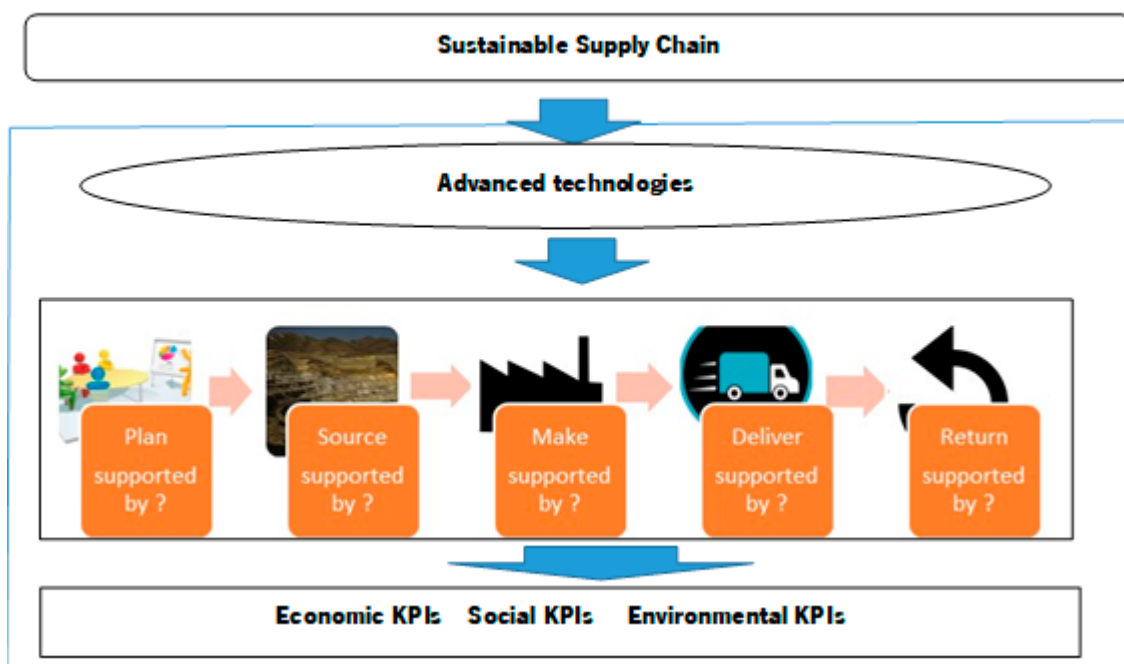 Sustainable Supply Chain
Advanced technologies
Plan
supported
by ?
Source
supported
by ?
Make
supported
by ?
Deliver
supported
by ?
Return
supported
by ?
Economic KPIs Social KPIs Environmental KPIs